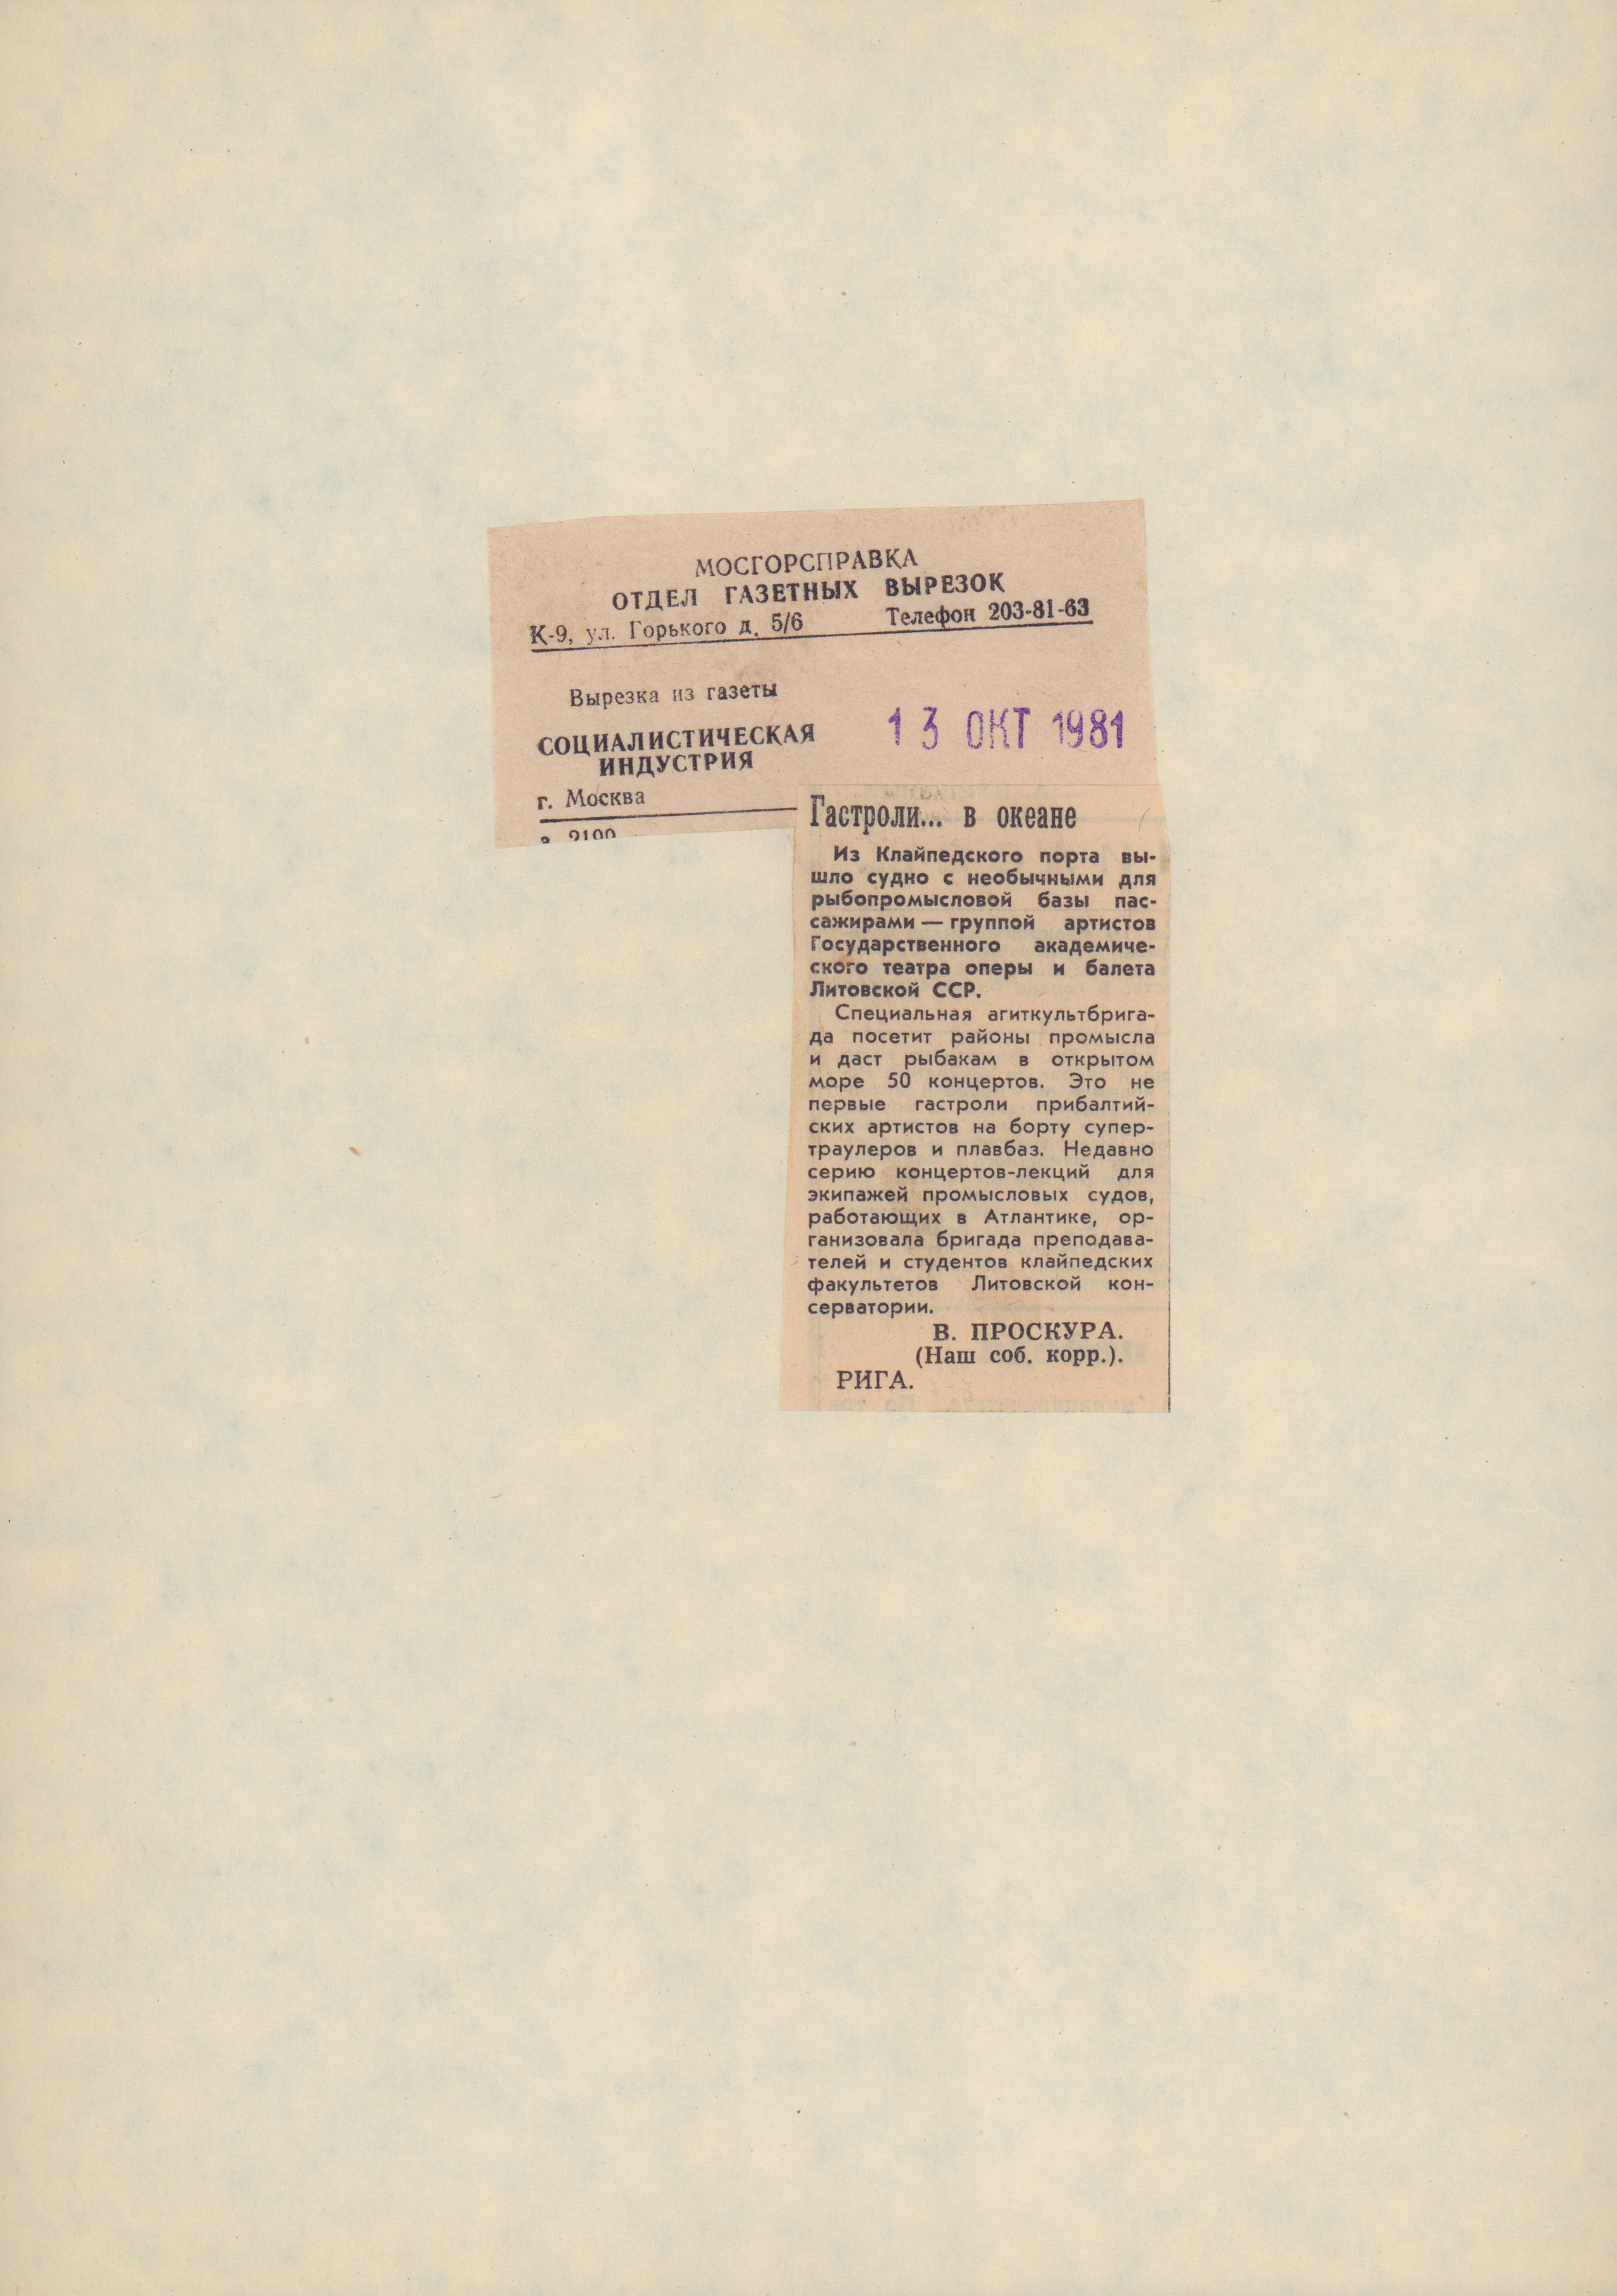 МОСГОРСПРАВКА
ОТДЕЛ ГАЗЕТНЫХ ВЫРЕЗОК
К-9, ул. Горького д. 5/6 Телефон 203-81-63
Вырезка из газеты
СОЦИАЛИСТИЧЕСКАЯ
ИНДУСТРИЯ
13 ОКТ 1981
г. Москва
Гастроли... в океане
Из Клайпедского порта вы-
шло судно с необычными для
рыбопромысловой базы пас-
сажирами — группой артистов
Государственного академиче-
ского театра оперы и балета
Литовской ССР.
Специальная агиткультбрига-
да посетит районы промысла
и даст рыбакам в открытом
море 50 концертов. Это не
первые гастроли прибалтий-
ских артистов на борту супер-
траулеров и плавбаз. Недавно
серию концертов-лекций для
экипажей промысловых судов,
работающих в Атлантике, ор-
ганизовала бригада преподава-
телей и студентов клайпедских
факультетов Литовской кон-
серватории.
В. ПРОСКУРА.
(Наш соб. корр.).
РИГА.